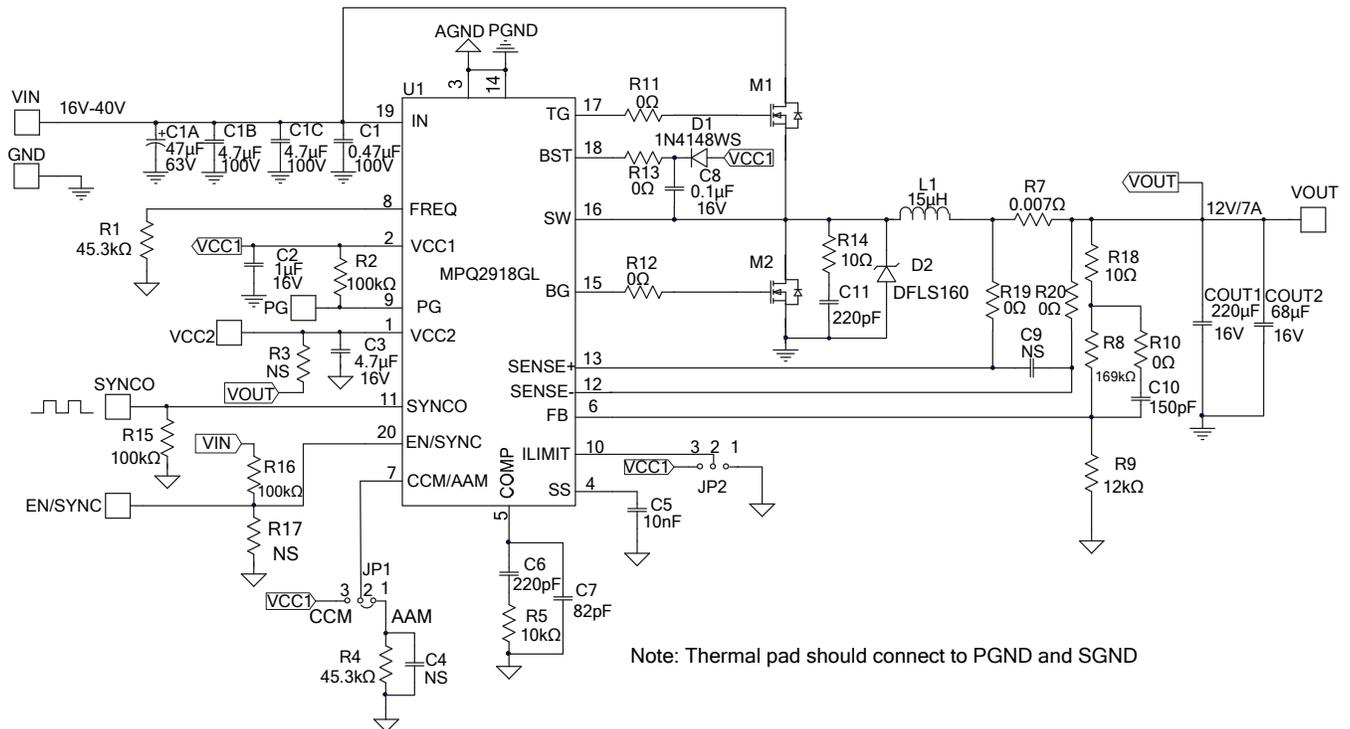 AGND PGND
3
14
U1
VIN
16V-40V
GND
+C1A
47µF
63V
C1B
4.7µF
100V
C1C
4.7µF
100V
C1
0.47µF
100V
19
IN
8
FREQ
R1
45.3kΩ
VCC1
2
VCC1
C2
1µF
16V
R2
100kΩ
MPQ2918GL
PG
9
PG
VCC2
1
VCC2
R3
NS
C3
4.7µF
16V
VOUT
SYNCO
11
SYNCO
R15
100kΩ
VIN
20
EN/SYNC
R16
100kΩ
7
CCM/AAM
EN/SYNC
R17
NS
JP1
VCC1
3 2 1
CCM
AAM
R4
45.3kΩ
C4
NS
COMP
5
C6
220pF
C7
82pF
R5
10kΩ
TG
17
R11
0Ω
M1
D1
1N4148WS
BST
18
VCC1
R13
0Ω
C8
0.1µF
16V
SW
16
L1
15µH
R7
0.007Ω
VOUT
12V/7A
VOUT
BG
15
R12
0Ω
M2
R14
10Ω
C11
220pF
D2
DFLS160
R19
0Ω
R20
0Ω
R18
10Ω
COUT1
220µF
16V
COUT2
68µF
16V
C9
NS
R8
169kΩ
R10
0Ω
C10
150pF
SENSE+
13
SENSE-
12
FB
6
ILIMIT
10
VCC1
3 2 1
JP2
R9
12kΩ
SS
4
C5
10nF
Note: Thermal pad should connect to PGND and SGND